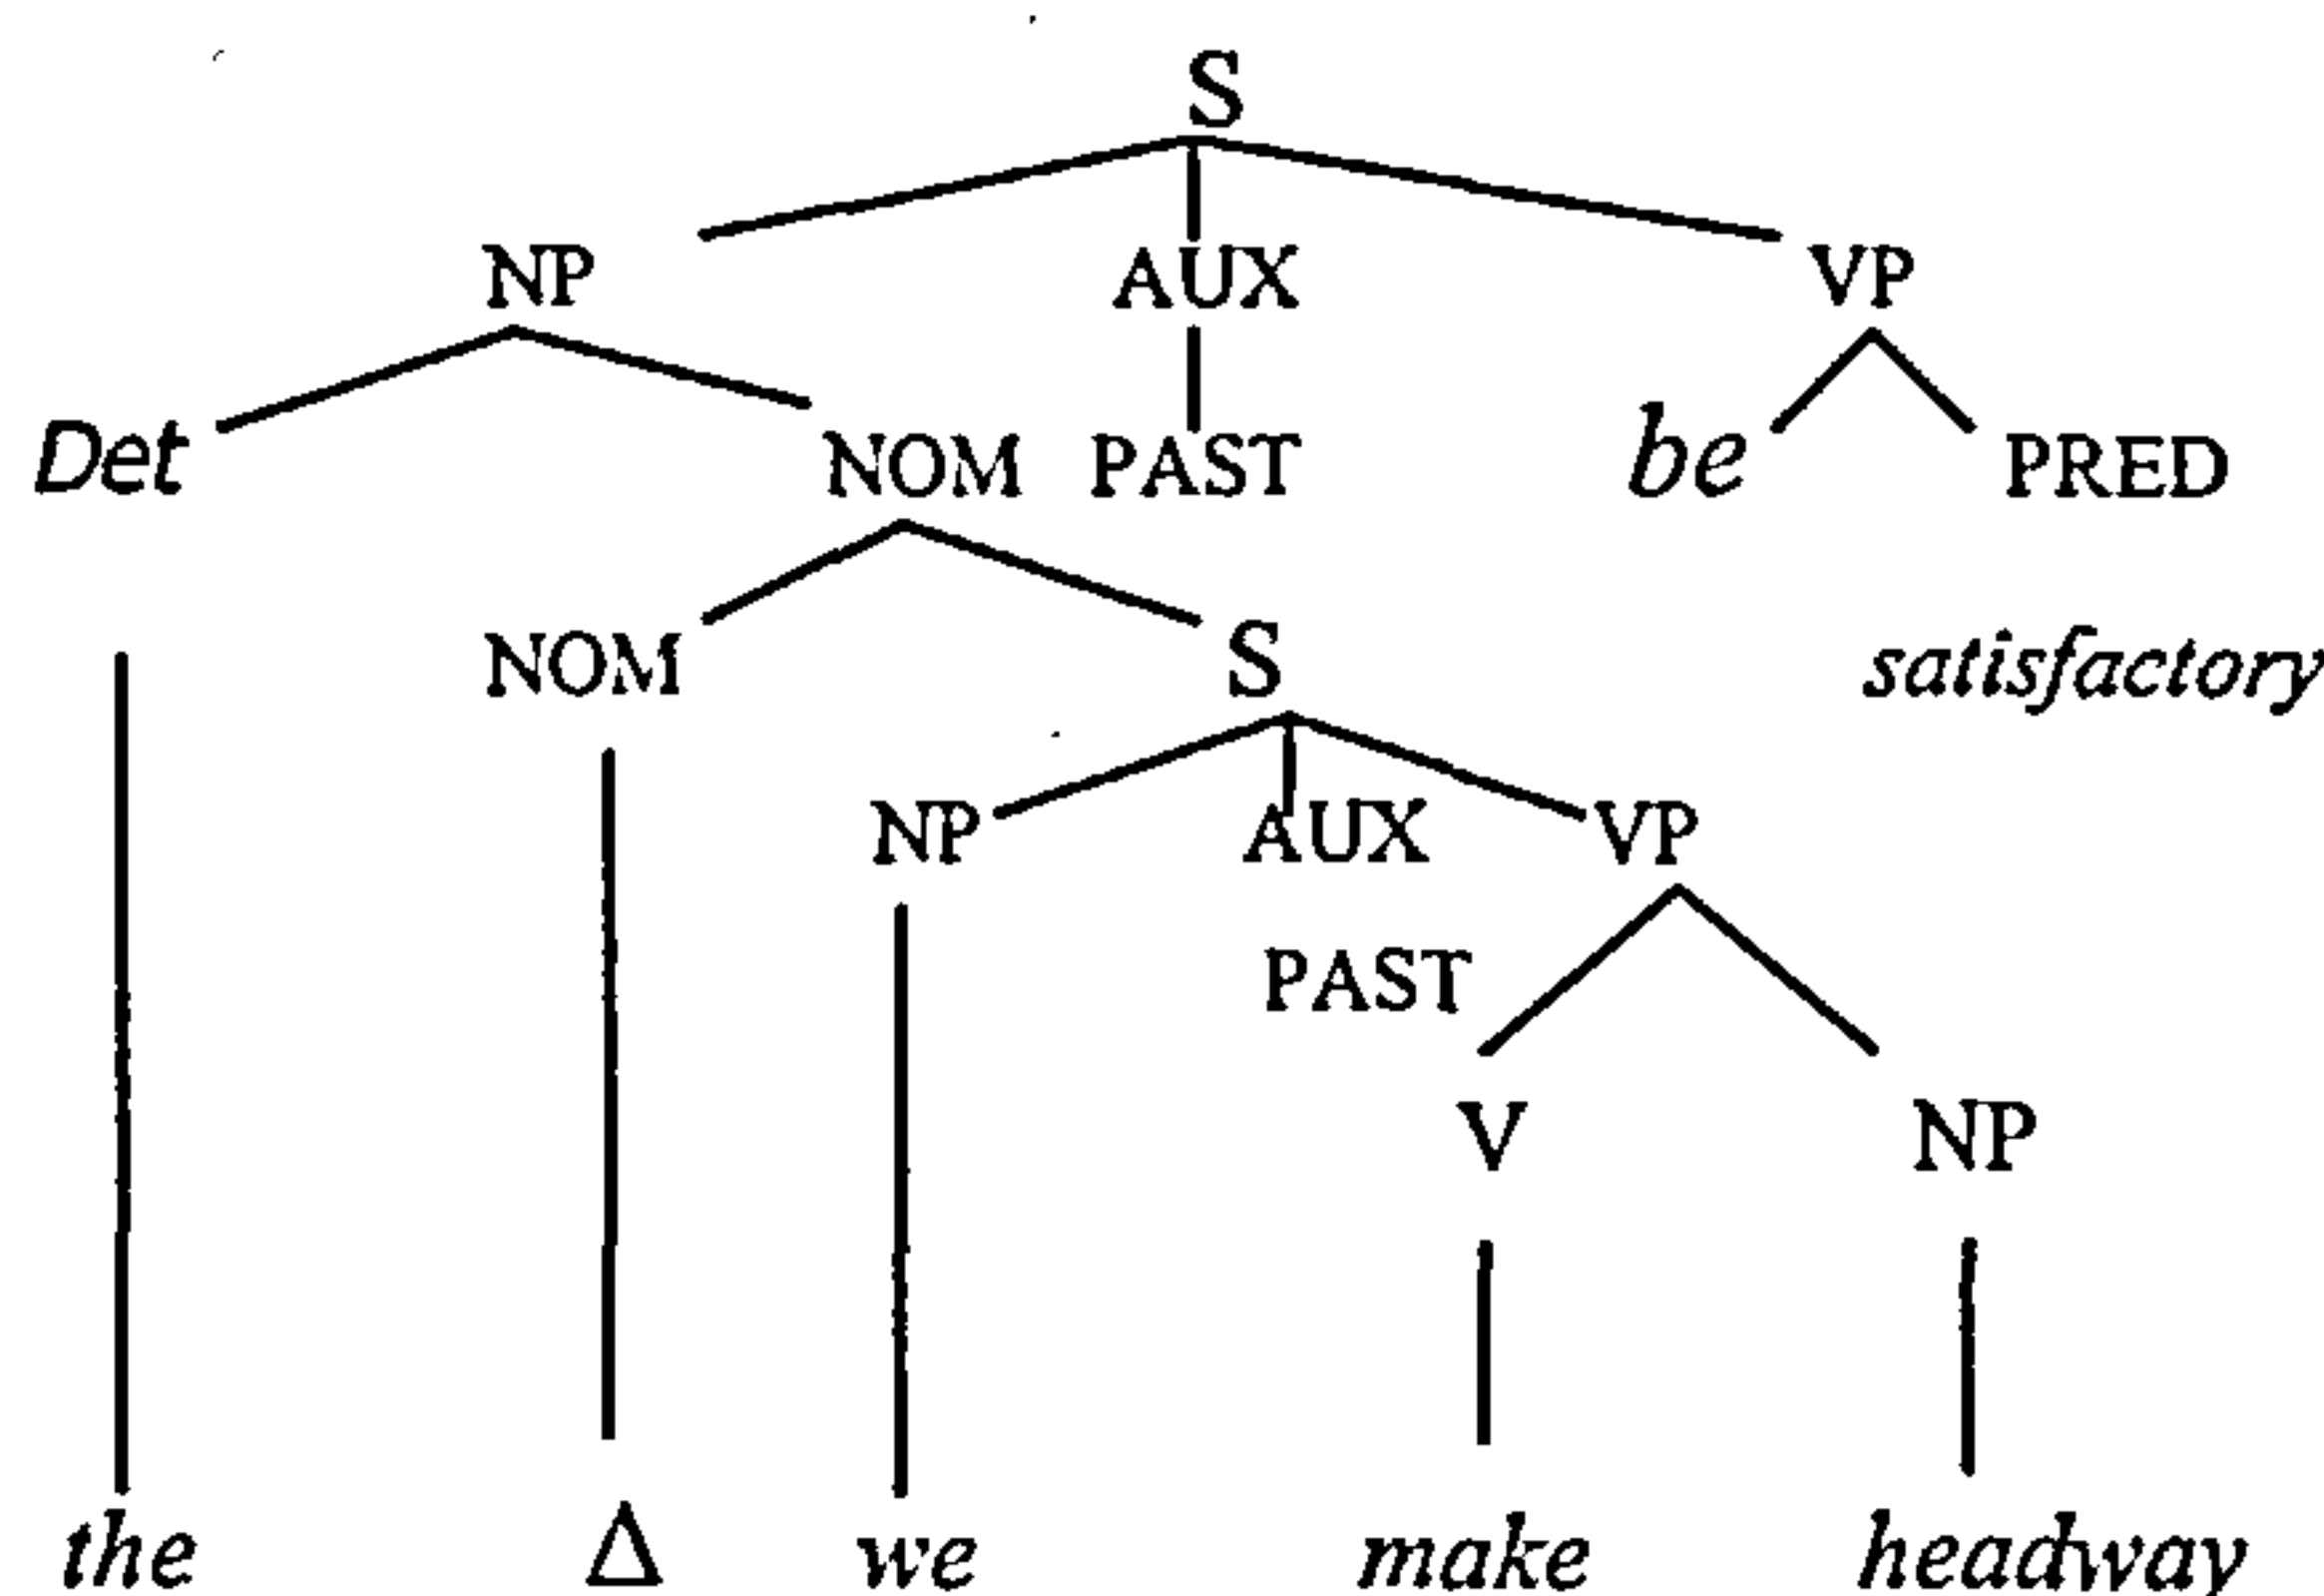 S
NP AUX VP
Det NOM PAST be PRED
NOM S satisfactory
NP AUX VP
PAST
V NP
the Δ we make headway